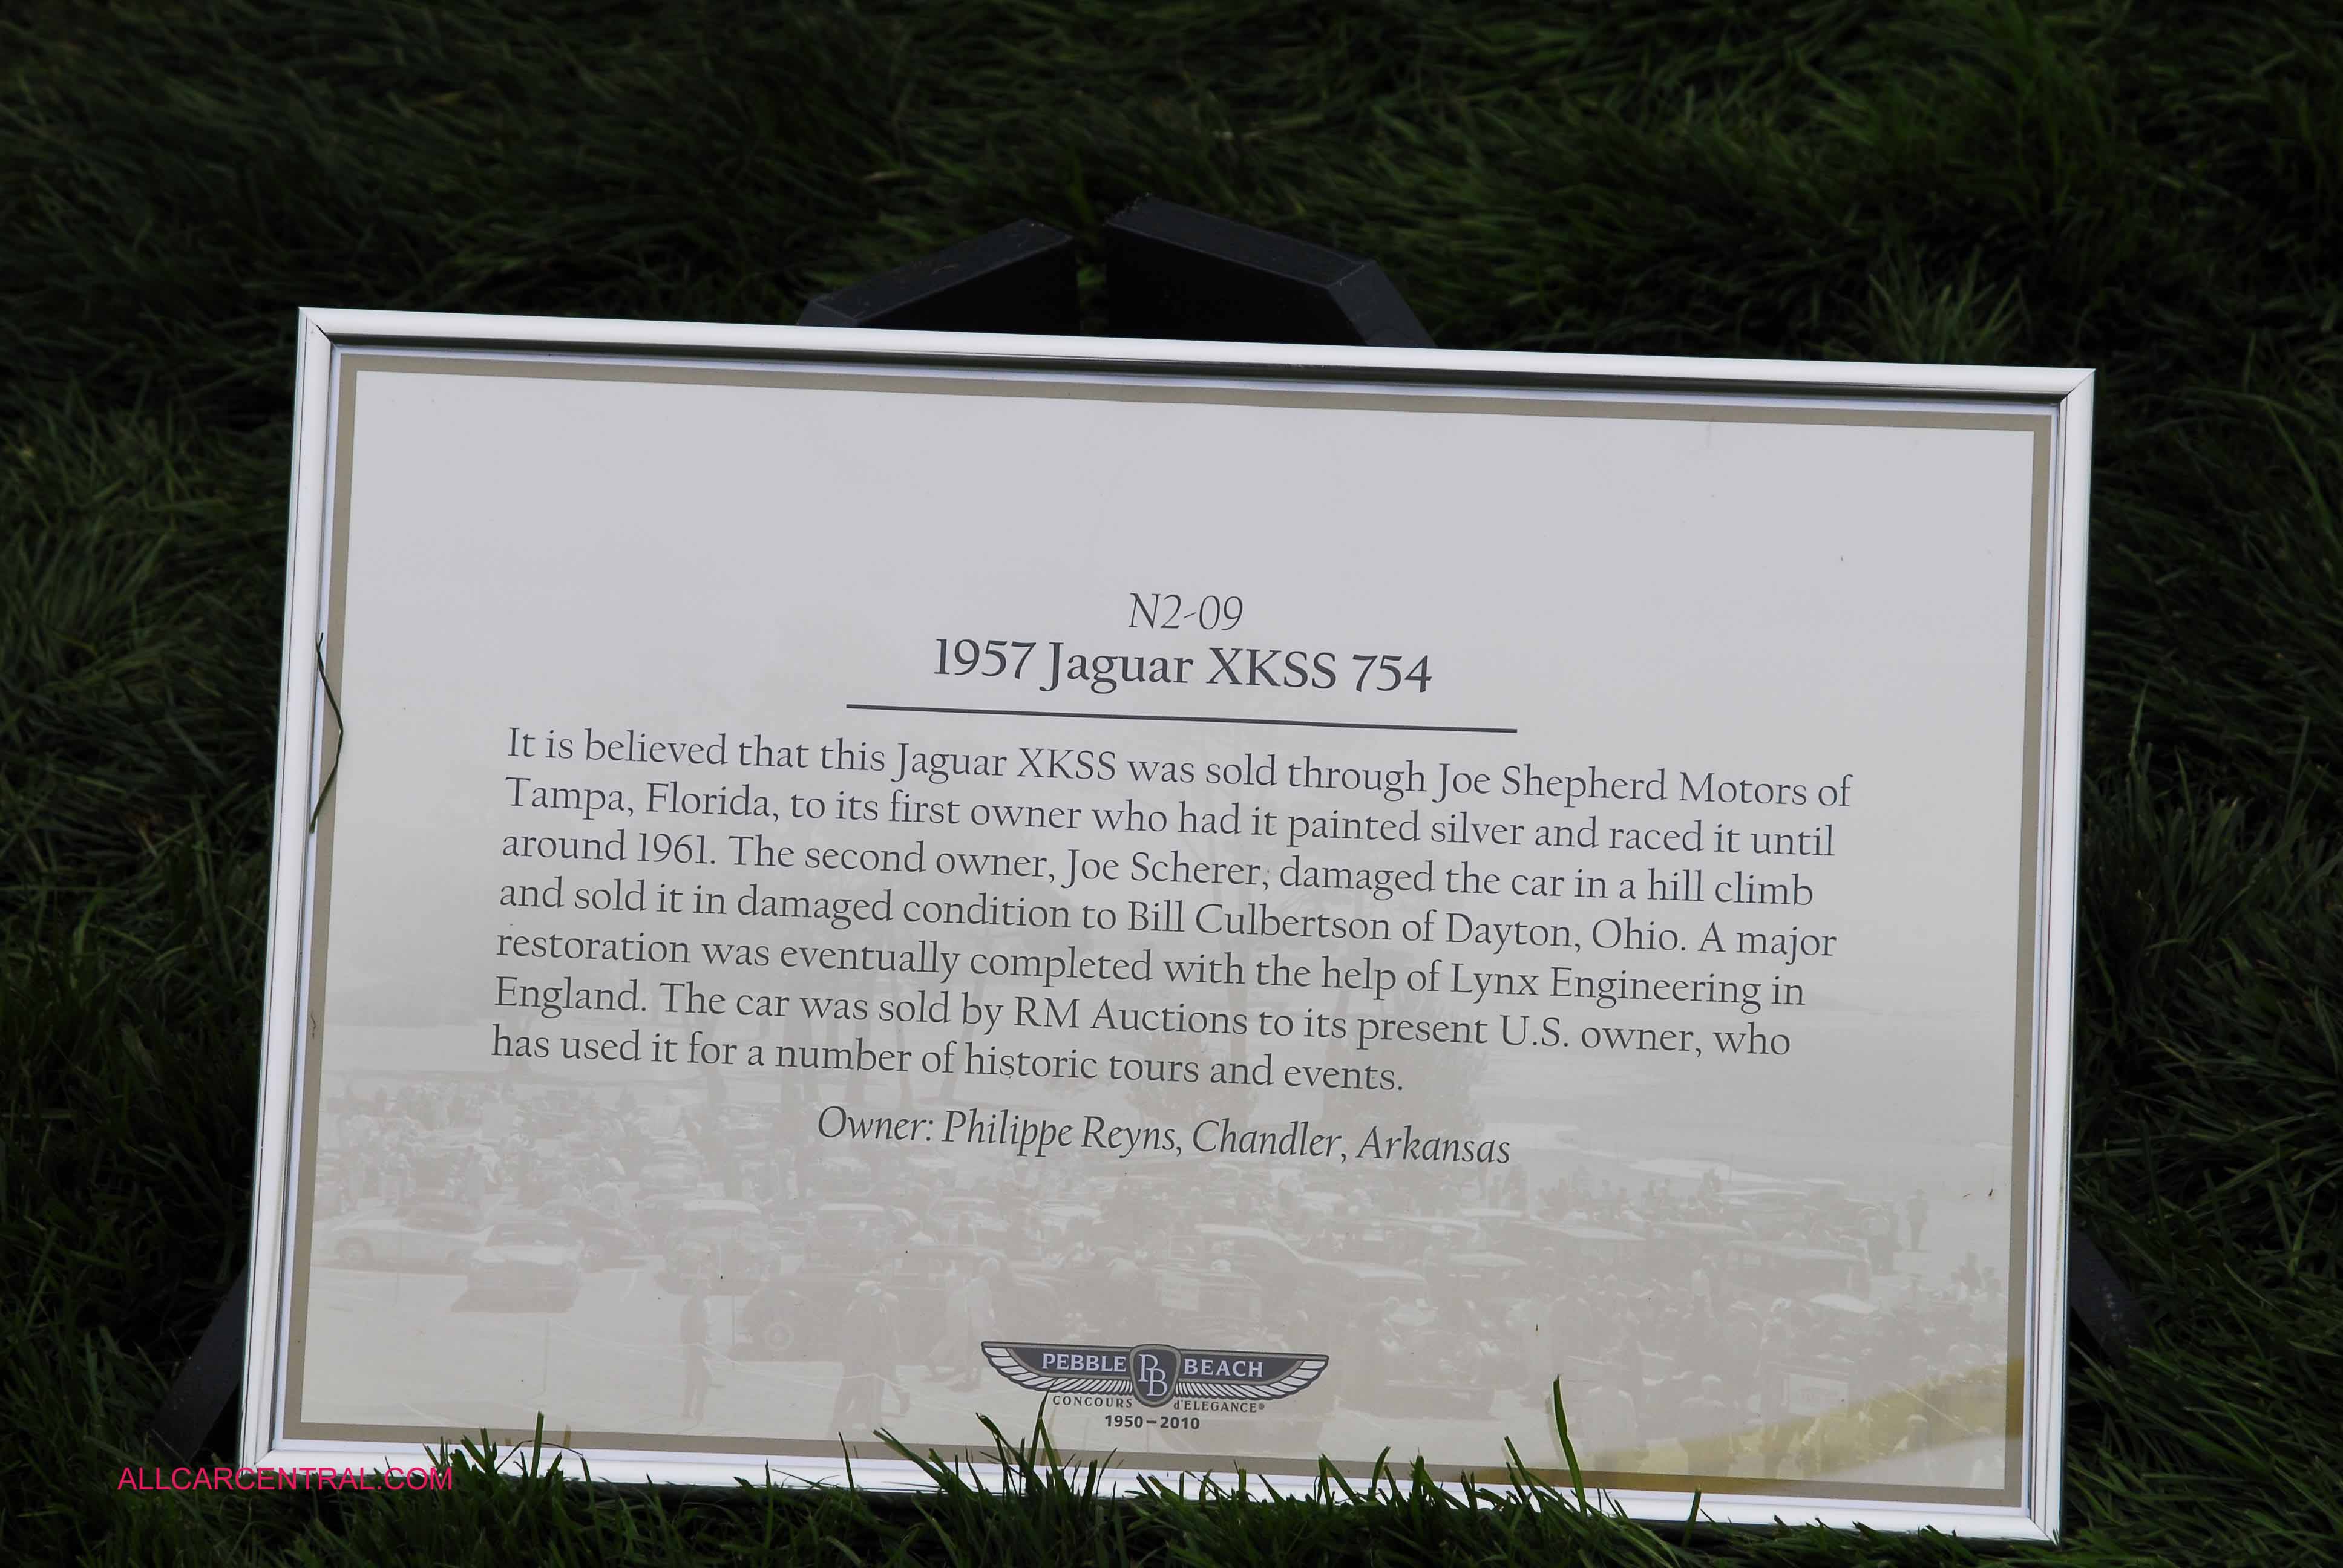 N2-09
1957 Jaguar XKSS 754
It is believed that this Jaguar XKSS was sold through Joe Shepherd Motors of
Tampa, Florida, to its first owner who had it painted silver and raced it until
around 1961. The second owner, Joe Scherer, damaged the car in a hill climb
and sold it in damaged condition to Bill Culbertson of Dayton, Ohio. A major
restoration was eventually completed with the help of Lynx Engineering in
England. The car was sold by RM Auctions to its present U.S. owner, who
has used it for a number of historic tours and events.
Owner: Philippe Reyns, Chandler, Arkansas
PEBBLE PB BEACH
CONCOURS d'ELEGANCE®
1950–2010
ALLCARCENTRAL.COM